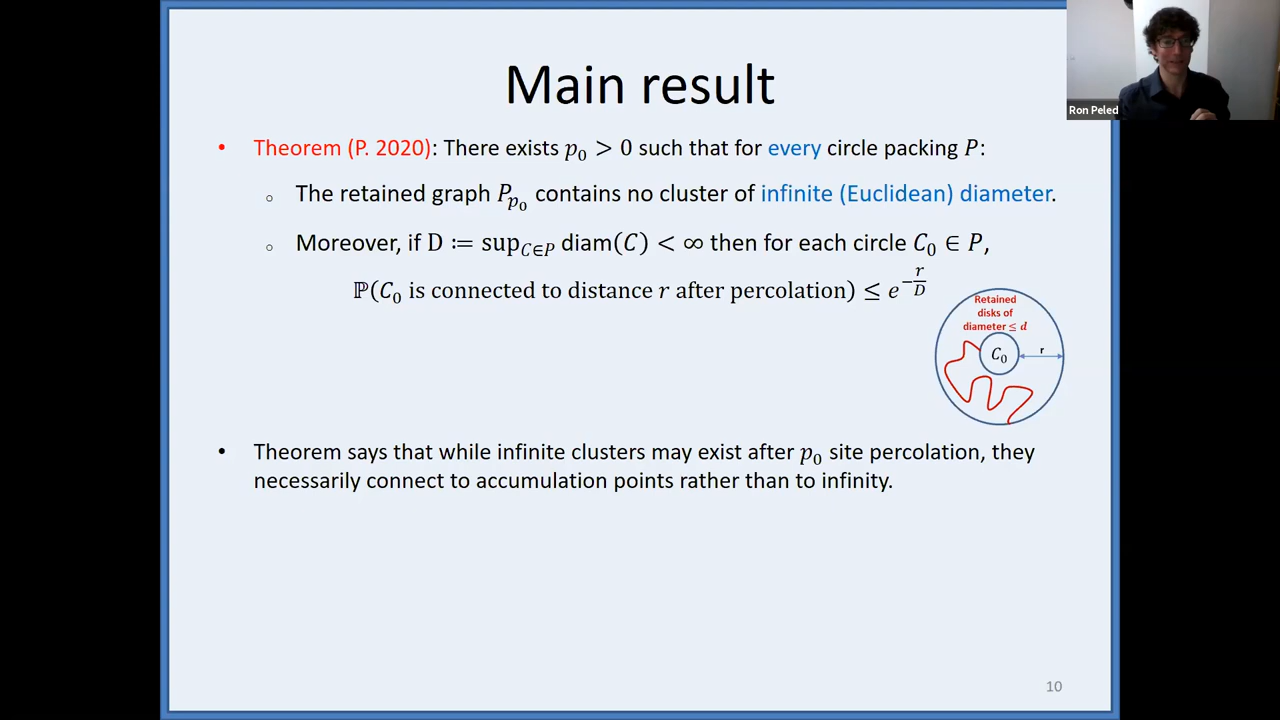 Main result
Ron Peled
• Theorem (P. 2020): There exists p₀ > 0 such that for every circle packing P:
◦ The retained graph P_{p₀} contains no cluster of infinite (Euclidean) diameter.
◦ Moreover, if D ≔ sup_{C∈P} diam(C) < ∞ then for each circle C₀ ∈ P,
ℙ(C₀ is connected to distance r after percolation) ≤ e^{−r/D}
Retained
disks of
diameter ≤ d
C₀
r
• Theorem says that while infinite clusters may exist after p₀ site percolation, they
necessarily connect to accumulation points rather than to infinity.
10